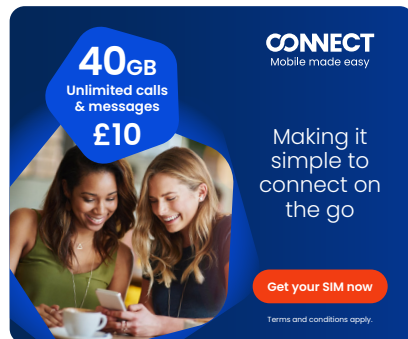 40GB
Unlimited calls
& messages
£10
CONNECT
Mobile made easy
Making it
simple to
connect on
the go
Get your SIM now
Terms and conditions apply.